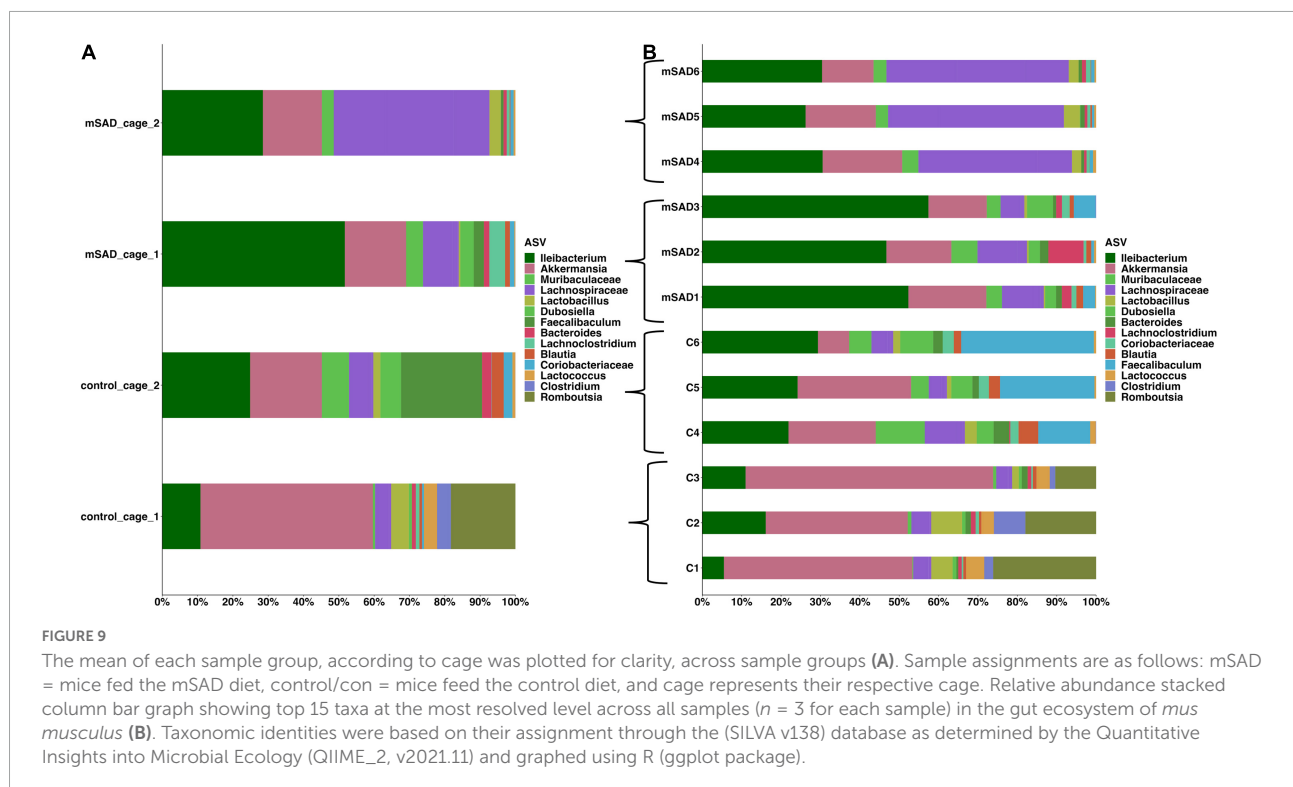 A
mSAD_cage_2
mSAD_cage_1
control_cage_2
control_cage_1
0% 10% 20% 30% 40% 50% 60% 70% 80% 90% 100%
ASV
Ileibacterium
Akkermansia
Muribaculaceae
Lachnospiraceae
Lactobacillus
Dubosiella
Faecalibaculum
Bacteroides
Lachnoclostridium
Blautia
Coriobacteriaceae
Lactococcus
Clostridium
Romboutsia
B
mSAD6
mSAD5
mSAD4
mSAD3
mSAD2
mSAD1
C6
C5
C4
C3
C2
C1
0% 10% 20% 30% 40% 50% 60% 70% 80% 90% 100%
ASV
Ileibacterium
Akkermansia
Muribaculaceae
Lachnospiraceae
Lactobacillus
Dubosiella
Bacteroides
Lachnoclostridium
Coriobacteriaceae
Blautia
Faecalibaculum
Lactococcus
Clostridium
Romboutsia
FIGURE 9
The mean of each sample group, according to cage was plotted for clarity, across sample groups (A). Sample assignments are as follows: mSAD
= mice fed the mSAD diet, control/con = mice feed the control diet, and cage represents their respective cage. Relative abundance stacked
column bar graph showing top 15 taxa at the most resolved level across all samples (n = 3 for each sample) in the gut ecosystem of mus
musculus (B). Taxonomic identities were based on their assignment through the (SILVA v138) database as determined by the Quantitative
Insights into Microbial Ecology (QIIME_2, v2021.11) and graphed using R (ggplot package).